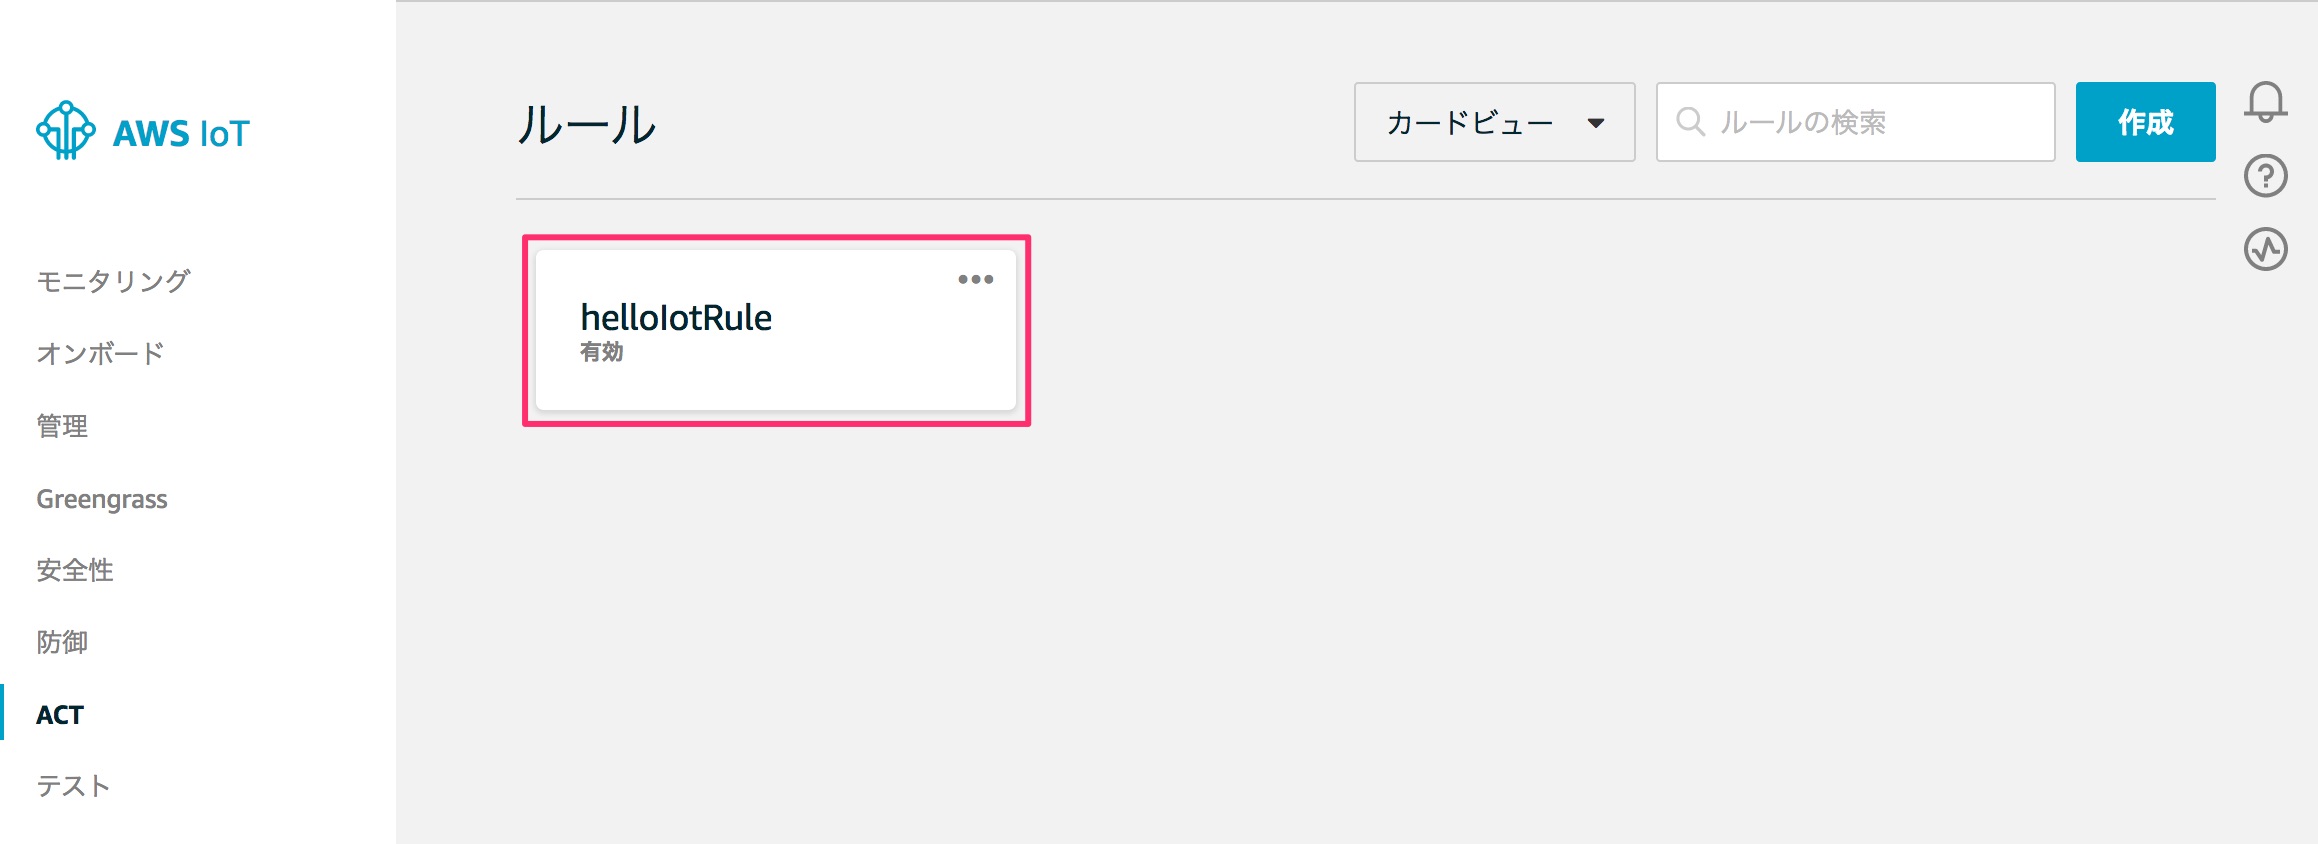 AWS IoT
モニタリング
オンボード
管理
Greengrass
安全性
防御
ACT
テスト
ルール
カードビュー
ルールの検索
作成
helloIotRule
有効